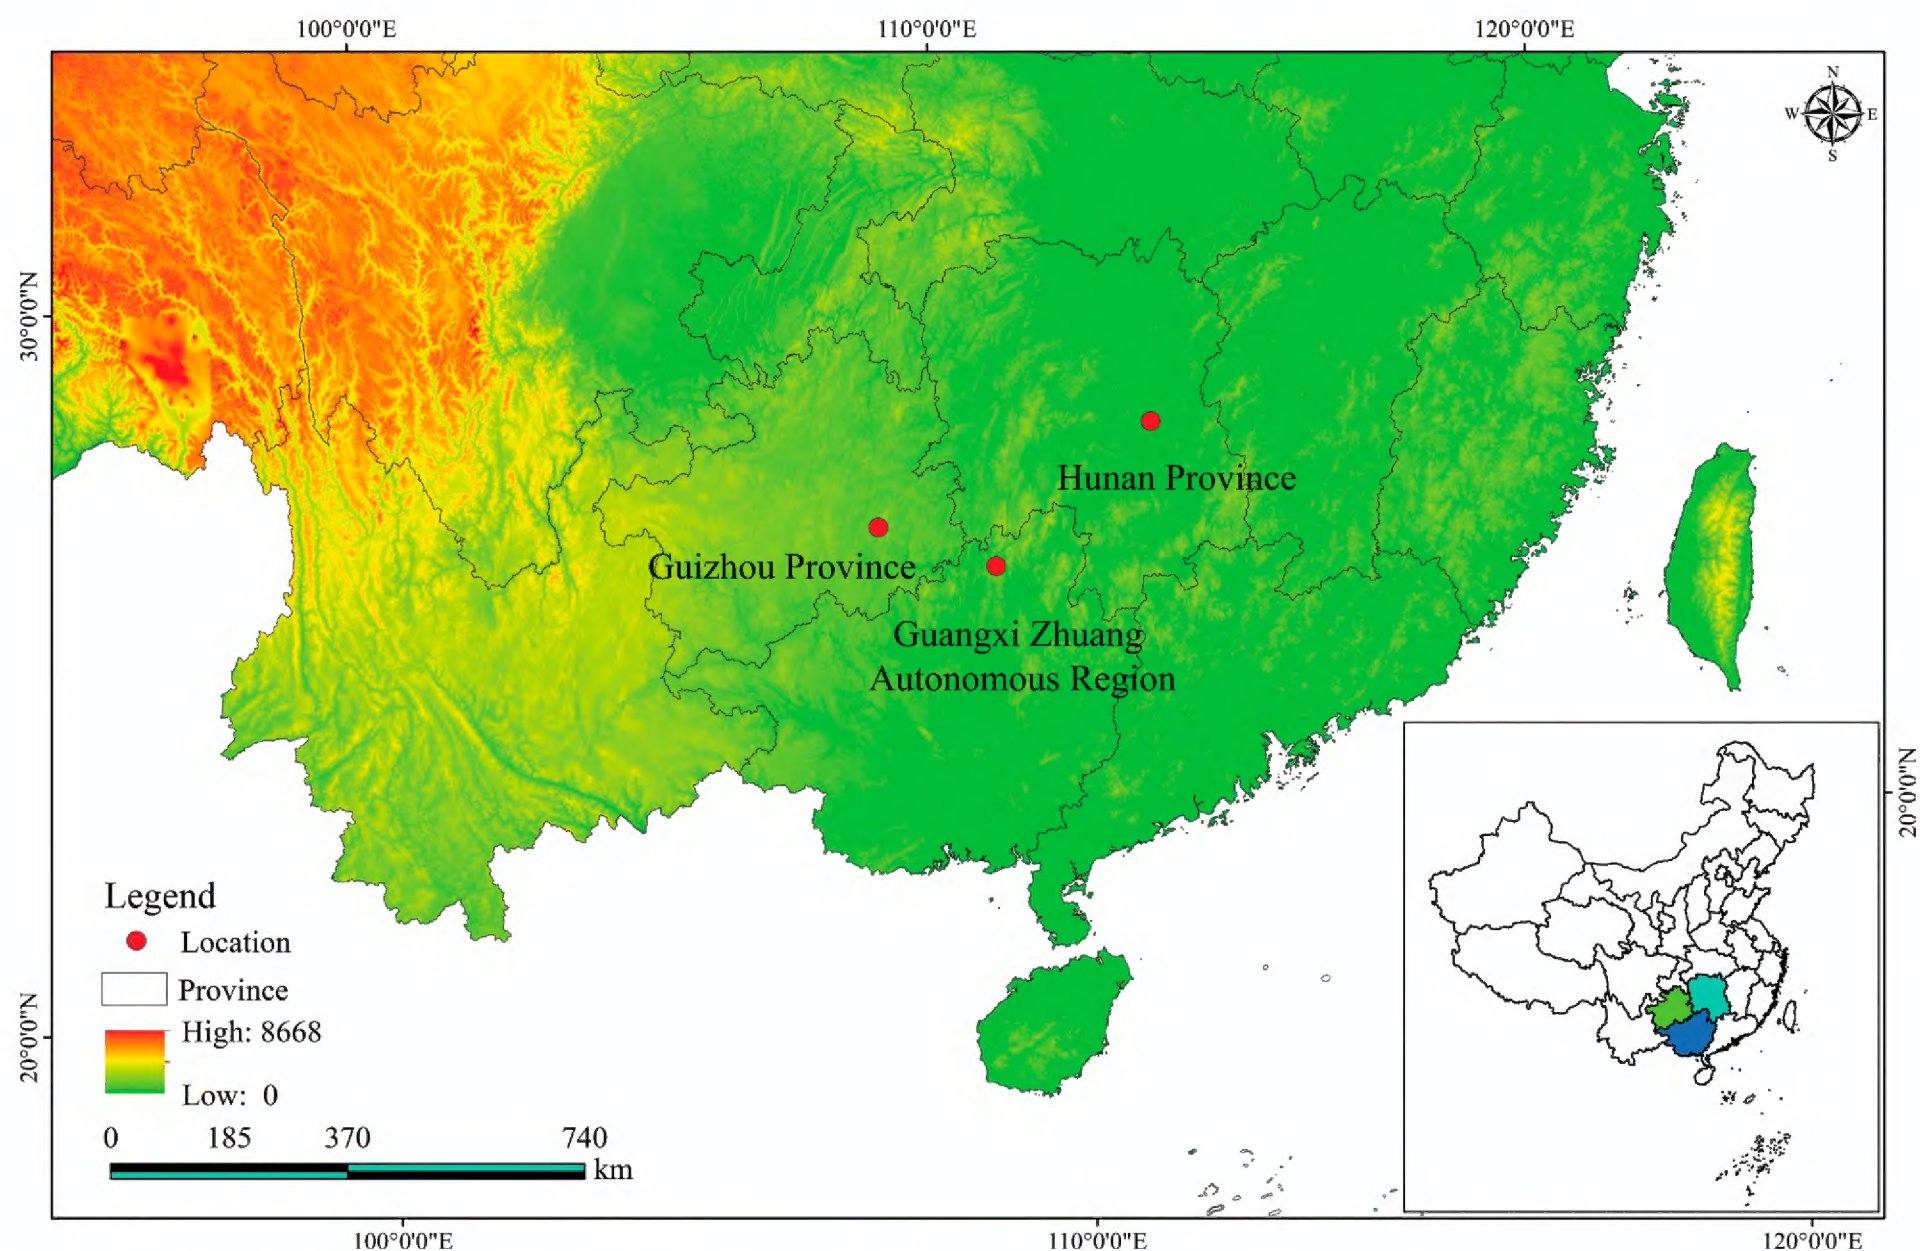 100°0'0"E
110°0'0"E
120°0'0"E
N
W
E
S
30°0'0"N
Hunan Province
Guizhou Province
Guangxi Zhuang
Autonomous Region
20°0'0"N
Legend
Location
Province
High: 8668
Low: 0
20°0'0"N
0 185 370 740
km
100°0'0"E
110°0'0"E
120°0'0"E